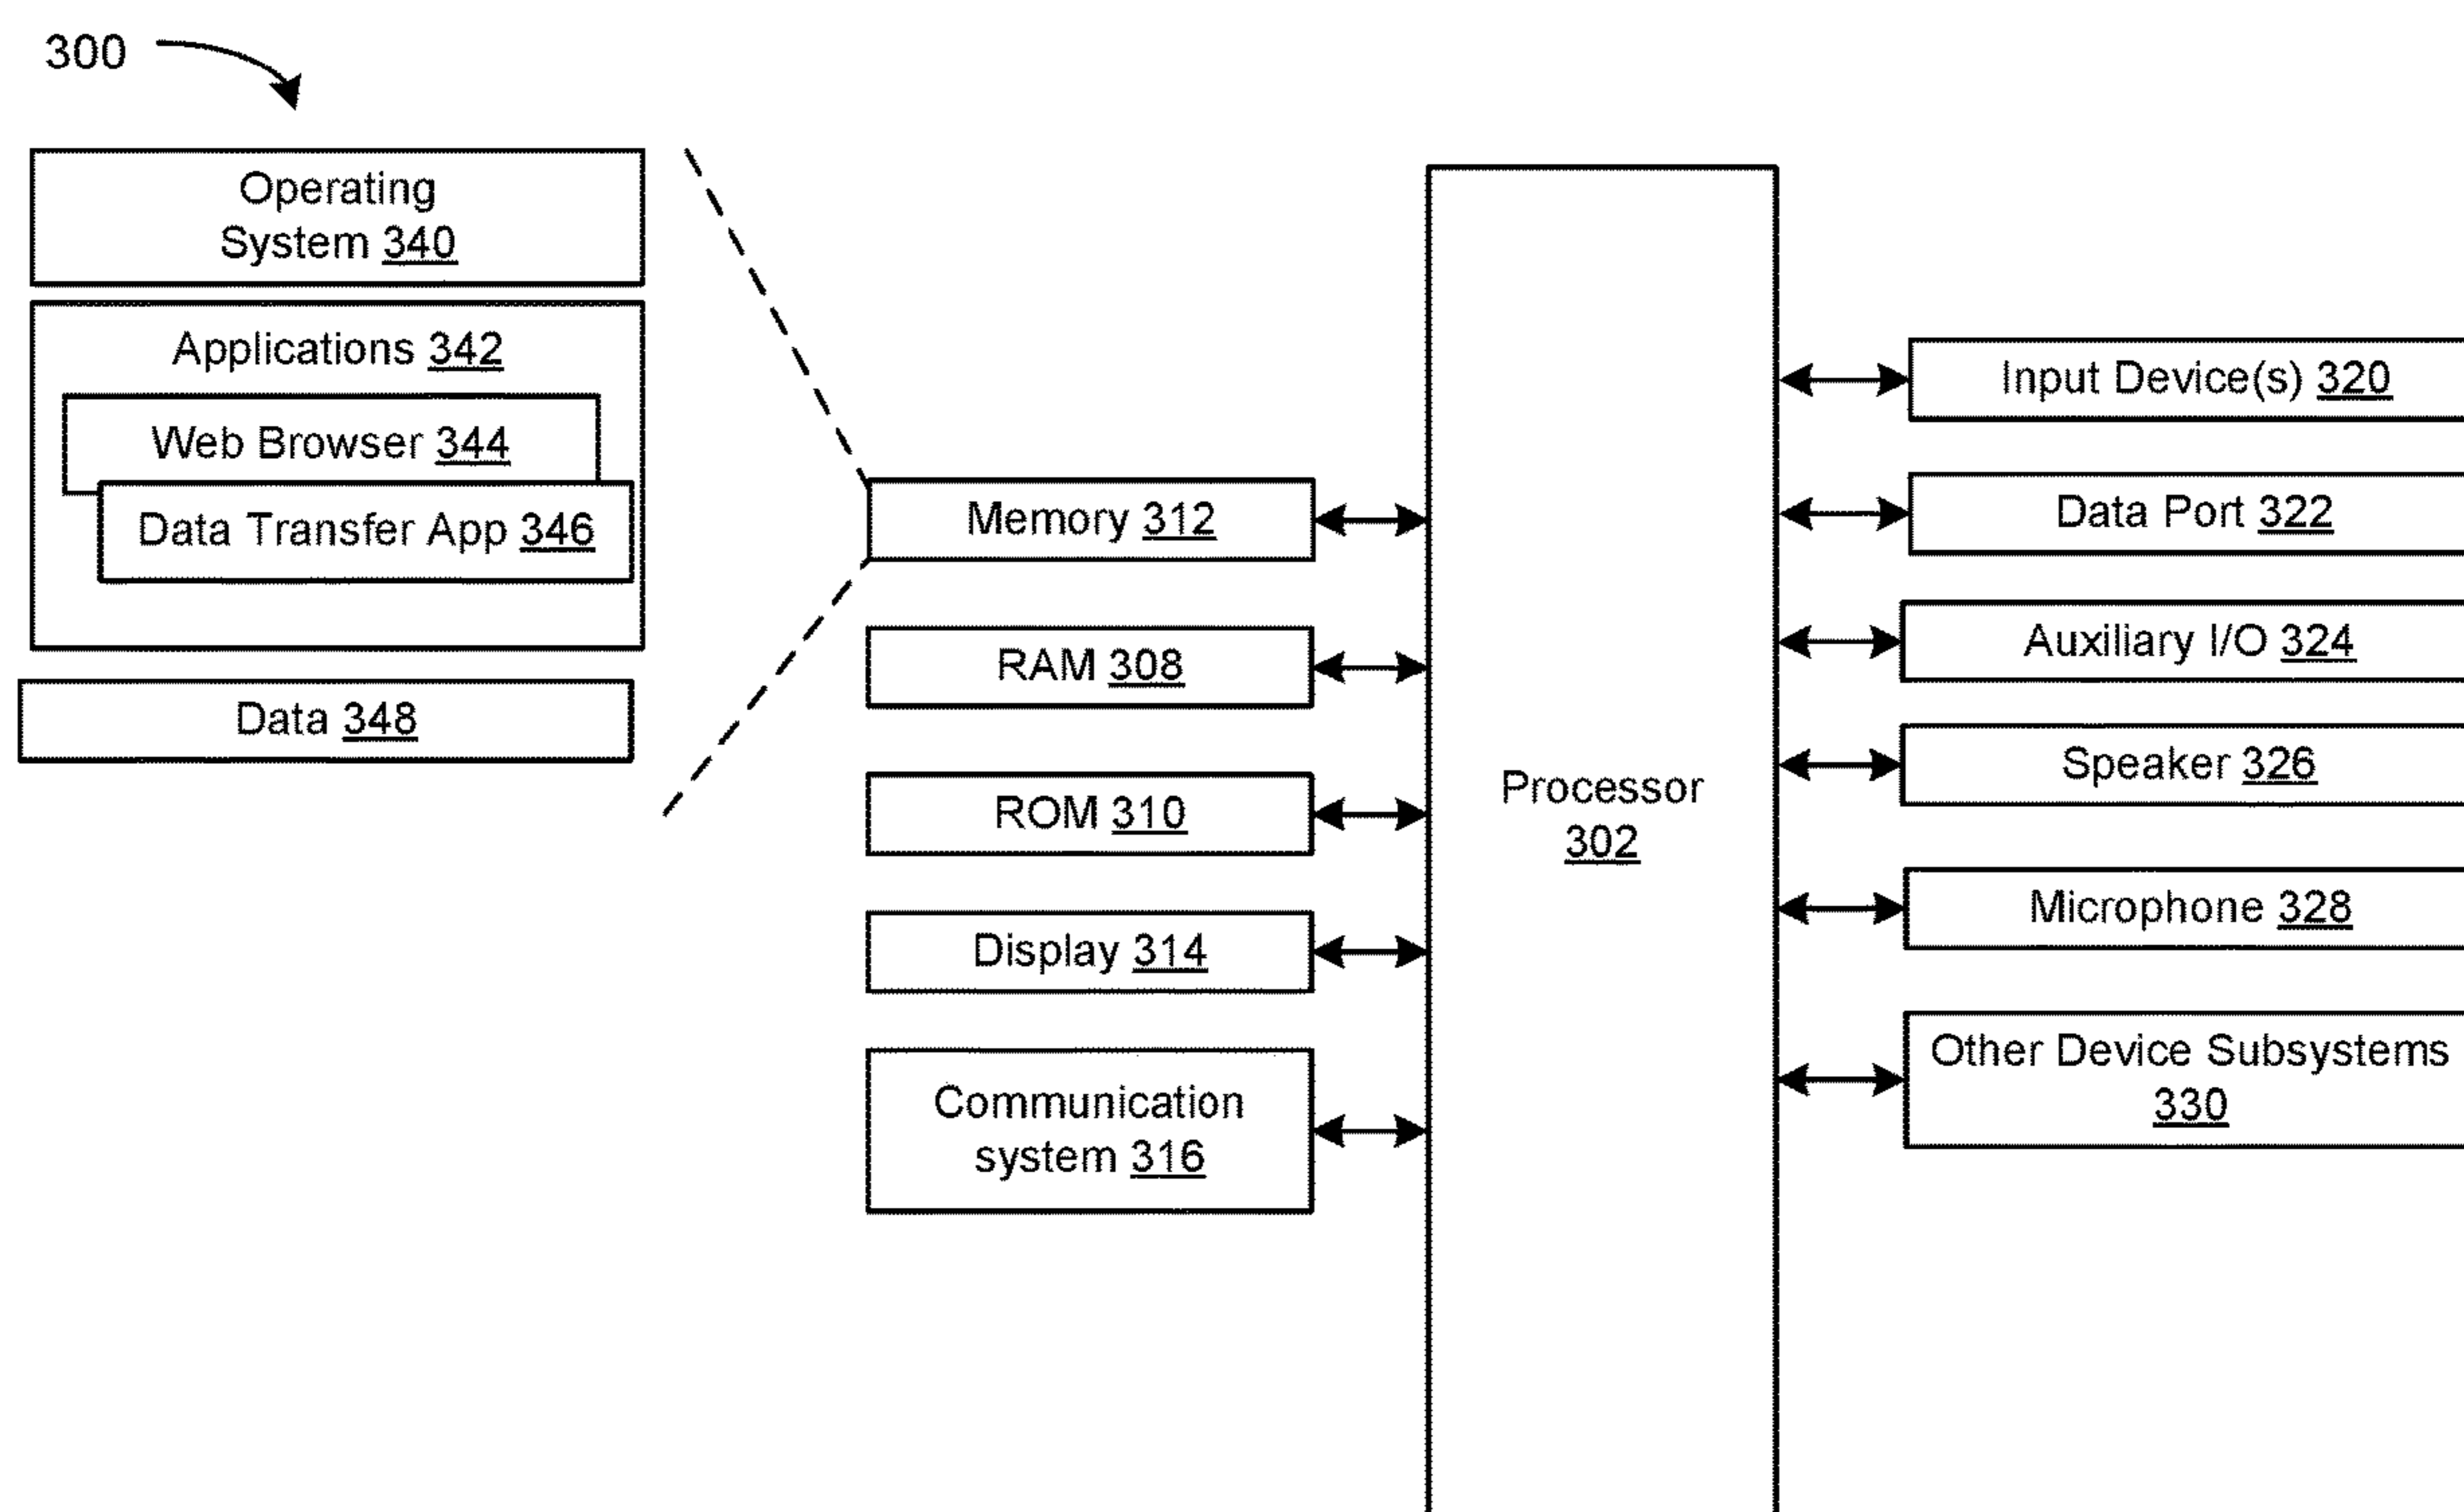 300
Operating
System 340
Applications 342
Web Browser 344
Data Transfer App 346
Data 348
Memory 312
RAM 308
ROM 310
Display 314
Communication
system 316
Processor
302
Input Device(s) 320
Data Port 322
Auxiliary I/O 324
Speaker 326
Microphone 328
Other Device Subsystems
330